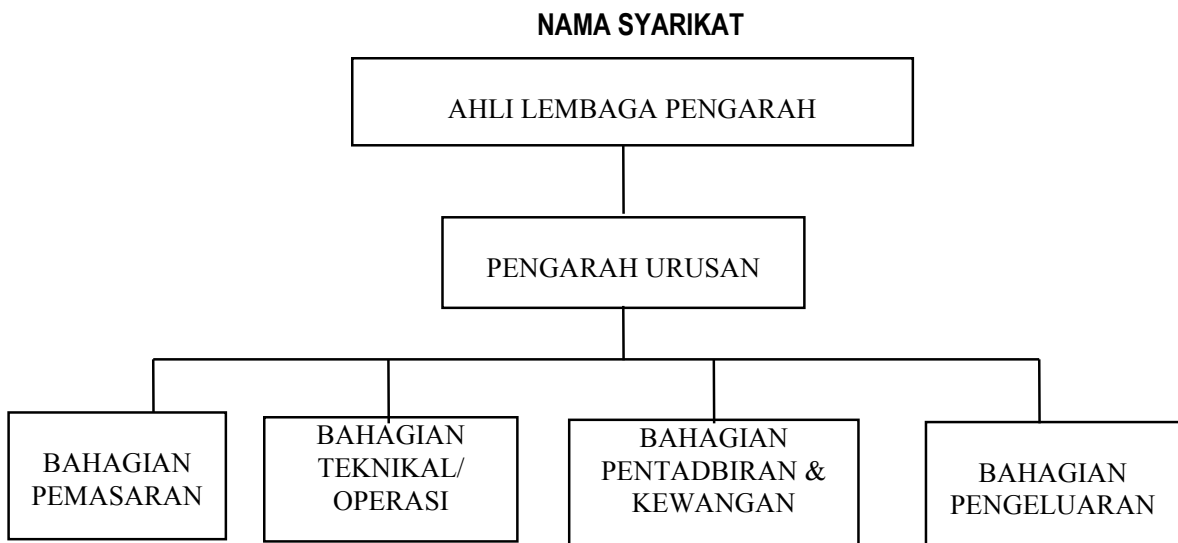 NAMA SYARIKAT
AHLI LEMBAGA PENGARAH
PENGARAH URUSAN
BAHAGIAN
PEMASARAN
BAHAGIAN
TEKNIKAL/
OPERASI
BAHAGIAN
PENTADBIRAN &
KEWANGAN
BAHAGIAN
PENGELUARAN